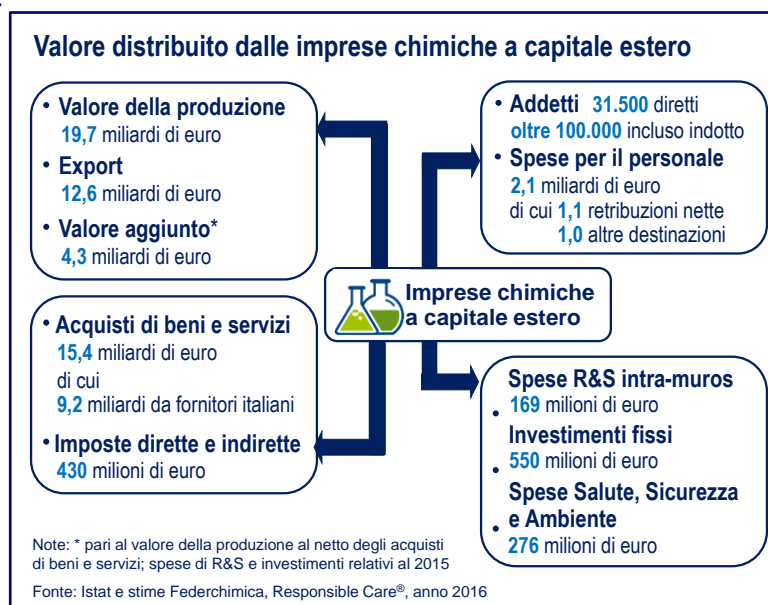 Valore distribuito dalle imprese chimiche a capitale estero
• Valore della produzione
19,7 miliardi di euro
• Export
12,6 miliardi di euro
• Valore aggiunto*
4,3 miliardi di euro
• Addetti 31.500 diretti
oltre 100.000 incluso indotto
• Spese per il personale
2,1 miliardi di euro
di cui 1,1 retribuzioni nette
1,0 altre destinazioni
Imprese chimiche
a capitale estero
• Acquisti di beni e servizi
15,4 miliardi di euro
di cui
9,2 miliardi da fornitori italiani
• Imposte dirette e indirette
430 milioni di euro
Spese R&S intra-muros
• 169 milioni di euro
Investimenti fissi
• 550 milioni di euro
Spese Salute, Sicurezza
• e Ambiente
276 milioni di euro
Note: * pari al valore della produzione al netto degli acquisti
di beni e servizi; spese di R&S e investimenti relativi al 2015
Fonte: Istat e stime Federchimica, Responsible Care®, anno 2016